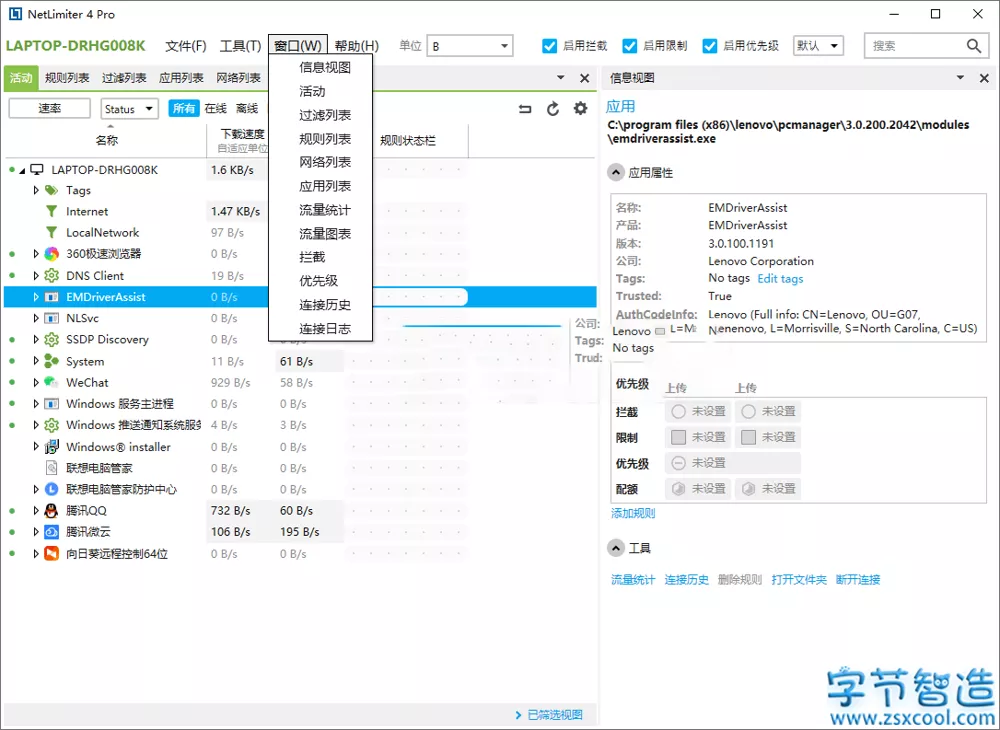 NetLimiter 4 Pro
LAPTOP-DRHG008K 文件(F) 工具(T) 窗口(W) 帮助(H) 单位 B 启用拦截 启用限制 启用优先级 默认 搜索
活动 规则列表 过滤列表 应用列表 网络列表
信息视图
速率 Status 所有 在线 离线
名称 下载速度 规则状态栏
自适应单位
LAPTOP-DRHG008K 1.6 KB/s
Tags
Internet 1.47 KB/s
LocalNetwork 97 B/s
360极速浏览器 0 B/s
DNS Client 19 B/s
EMDriverAssist 0 B/s
NLSvc 0 B/s
SSDP Discovery 0 B/s
System 11 B/s 61 B/s
WeChat 929 B/s 58 B/s
Windows 服务主进程 0 B/s 0 B/s
Windows 推送通知系统服务 4 B/s 3 B/s
Windows® installer 0 B/s 0 B/s
联想电脑管家 0 B/s 0 B/s
联想电脑管家防护中心 0 B/s 0 B/s
腾讯QQ 732 B/s 60 B/s
腾讯微云 106 B/s 195 B/s
向日葵远程控制64位 0 B/s 0 B/s
信息视图
活动
过滤列表
规则列表
网络列表
应用列表
流量统计
流量图表
拦截
优先级
连接历史
连接日志
公司:
Tags:
已筛选视图
应用
C:\program files (x86)\lenovo\pcmanager\3.0.200.2042\modules
\emdriverassist.exe
应用属性
名称: EMDriverAssist
产品: EMDriverAssist
版本: 3.0.100.1191
公司: Lenovo Corporation
Tags: No tags Edit tags
Trusted: True
AuthCodeInfo: Lenovo (Full info: CN=Lenovo, OU=G07,
Lenovo L=Morrisville, S=North Carolina, C=US)
No tags
优先级 上传 上传
拦截 未设置 未设置
限制 未设置 未设置
优先级 未设置
配额 未设置 未设置
添加规则
工具
流量统计 连接历史 删除规则 打开文件夹 断开连接
字节智造
www.zsxcool.com